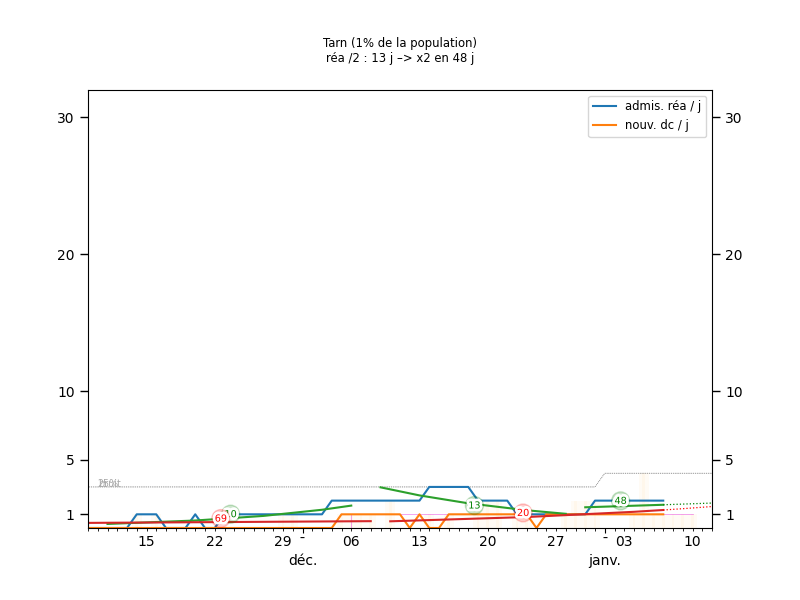 Tarn (1% de la population)
réa /2 : 13 j –> x2 en 48 j
admis. réa / j
nouv. dc / j
30 30
20 20
10 10
5 5
1 1
69
13
20
48
15 22 29 - 06 13 20 27 - 03 10
déc. janv.